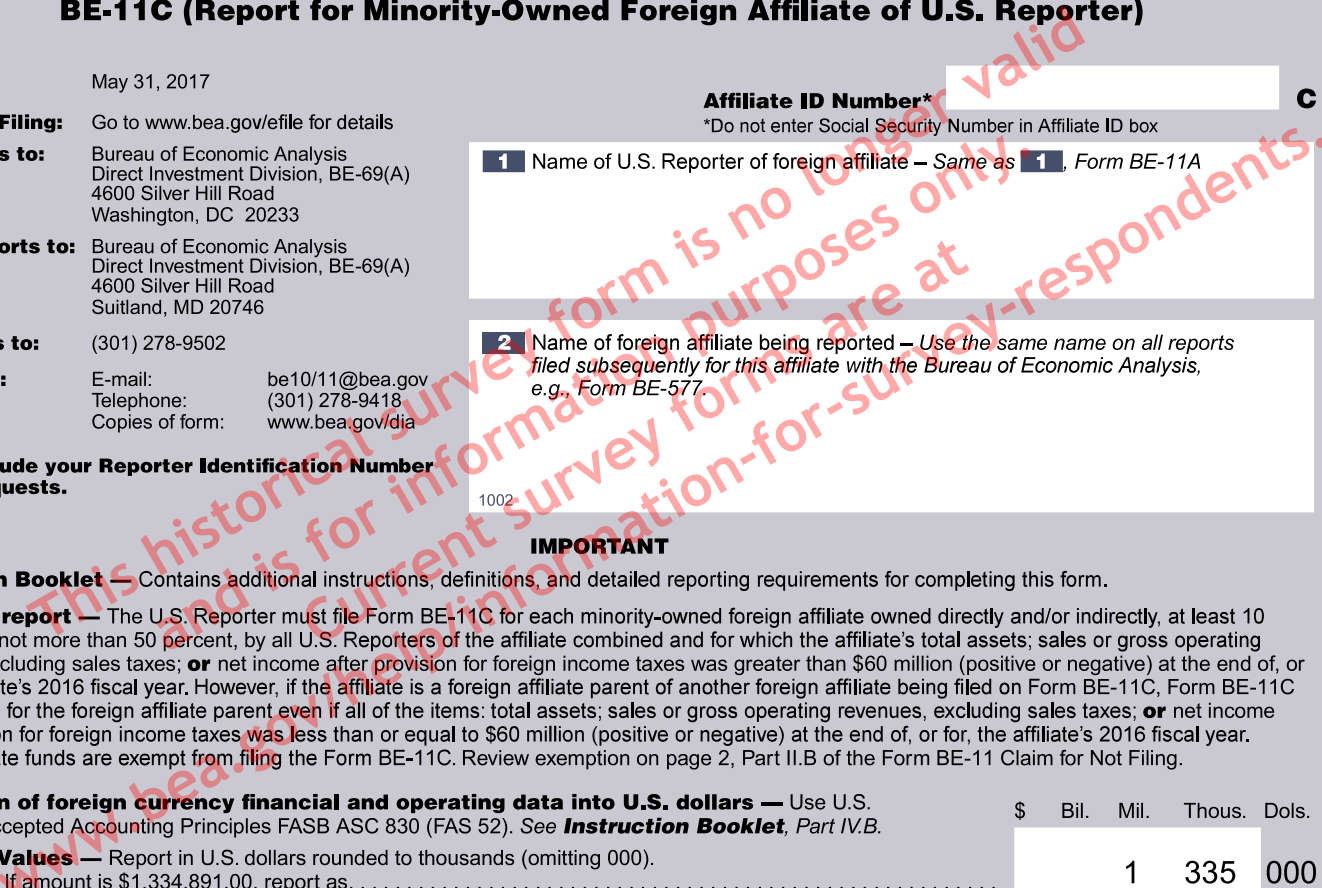 BE-11C (Report for Minority-Owned Foreign Affiliate of U.S. Reporter)
May 31, 2017
Affiliate ID Number*
C
*Do not enter Social Security Number in Affiliate ID box
Filing: Go to www.bea.gov/efile for details
s to: Bureau of Economic Analysis
Direct Investment Division, BE-69(A)
4600 Silver Hill Road
Washington, DC 20233
orts to: Bureau of Economic Analysis
Direct Investment Division, BE-69(A)
4600 Silver Hill Road
Suitland, MD 20746
s to: (301) 278-9502
: E-mail: be10/11@bea.gov
Telephone: (301) 278-9418
Copies of form: www.bea.gov/dia
ude your Reporter Identification Number
quests.
1 Name of U.S. Reporter of foreign affiliate – Same as 1, Form BE-11A
2 Name of foreign affiliate being reported – Use the same name on all reports
filed subsequently for this affiliate with the Bureau of Economic Analysis,
e.g., Form BE-577.
1002
IMPORTANT
n Booklet — Contains additional instructions, definitions, and detailed reporting requirements for completing this form.
report — The U.S. Reporter must file Form BE-11C for each minority-owned foreign affiliate owned directly and/or indirectly, at least 10
not more than 50 percent, by all U.S. Reporters of the affiliate combined and for which the affiliate's total assets; sales or gross operating
cluding sales taxes; or net income after provision for foreign income taxes was greater than $60 million (positive or negative) at the end of, or
te's 2016 fiscal year. However, if the affiliate is a foreign affiliate parent of another foreign affiliate being filed on Form BE-11C, Form BE-11C
for the foreign affiliate parent even if all of the items: total assets; sales or gross operating revenues, excluding sales taxes; or net income
n for foreign income taxes was less than or equal to $60 million (positive or negative) at the end of, or for, the affiliate's 2016 fiscal year.
te funds are exempt from filing the Form BE-11C. Review exemption on page 2, Part II.B of the Form BE-11 Claim for Not Filing.
n of foreign currency financial and operating data into U.S. dollars — Use U.S.
ccepted Accounting Principles FASB ASC 830 (FAS 52). See Instruction Booklet, Part IV.B.
Values — Report in U.S. dollars rounded to thousands (omitting 000).
If amount is $1,334,891.00, report as
$ Bil. Mil. Thous. Dols.
1 335 000
This historical survey form is no longer valid
and is for information purposes only.
Current survey forms are at
www.bea.gov/help/information-for-survey-respondents.